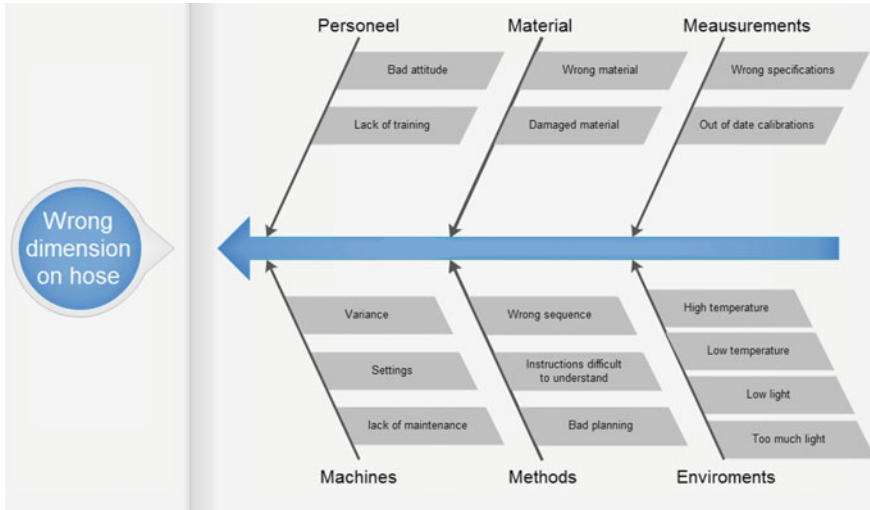 Personeel
Material
Meausurements
Bad attitude
Wrong material
Wrong specifications
Lack of training
Damaged material
Out of date calibrations
Wrong
dimension
on hose
Variance
Wrong sequence
High temperature
Settings
Instructions difficult
to understand
Low temperature
Low light
lack of maintenance
Bad planning
Too much light
Machines
Methods
Enviroments